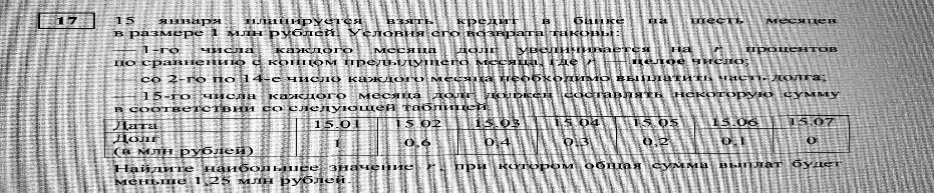 17 15 января планируется взять кредит в банке на шесть месяцев
в размере 1 млн рублей. Условия его возврата таковы:
— 1-го числа каждого месяца долг увеличивается на r процентов
по сравнению с концом предыдущего месяца, где r — целое число;
— со 2-го по 14-е число каждого месяца необходимо выплатить часть долга;
— 15-го числа каждого месяца долг должен составлять некоторую сумму
в соответствии со следующей таблицей.
Дата 15.01 15.02 15.03 15.04 15.05 15.06 15.07
Долг
(в млн рублей) 1 0,6 0,4 0,3 0,2 0,1 0
Найдите наибольшее значение r, при котором общая сумма выплат будет
меньше 1,25 млн рублей.